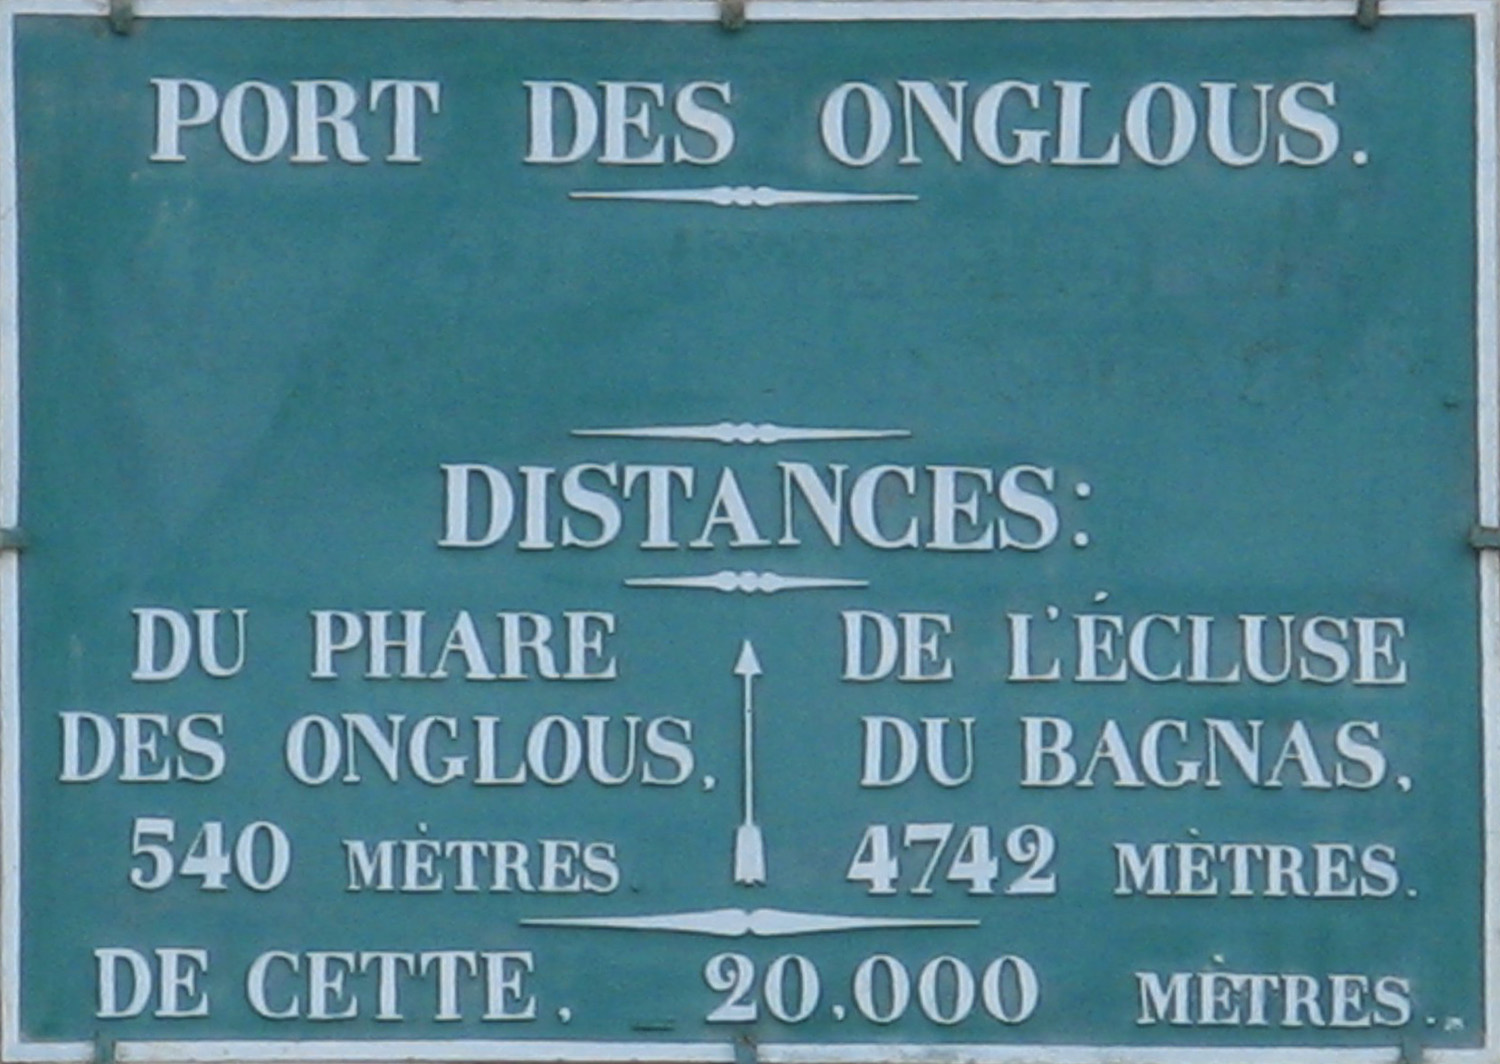 PORT DES ONGLOUS.
DISTANCES:
DU PHARE
DES ONGLOUS,
540 MÈTRES.
DE L'ÉCLUSE
DU BAGNAS,
4742 MÈTRES.
DE CETTE, 20.000 MÈTRES.